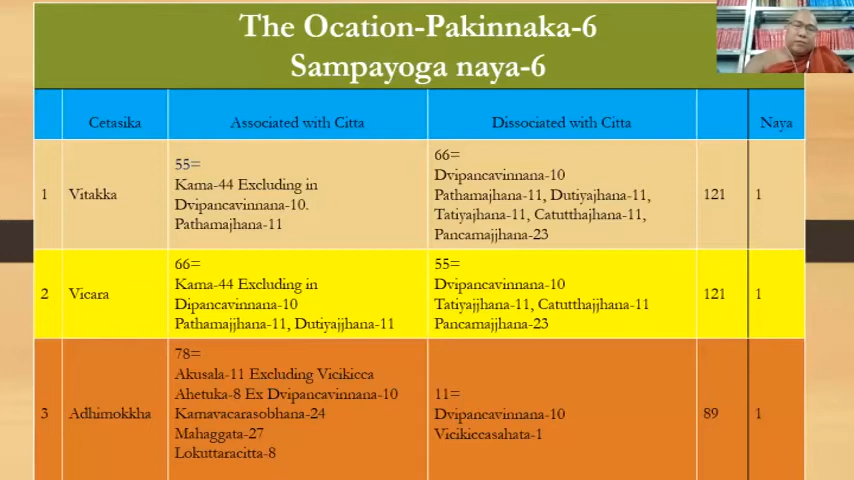 The Ocation-Pakinnaka-6
Sampayoga naya-6
Cetasika
Associated with Citta
Dissociated with Citta
Naya
1
Vitakka
55=
Kama-44 Excluding in
Dvipancavinnana-10.
Pathamajhana-11
66=
Dvipancavinnana-10
Pathamajhana-11, Dutiyajhana-11,
Tatiyajhana-11, Catutthajhana-11,
Pancamajjhana-23
121
1
2
Vicara
66=
Kama-44 Excluding in
Dipancavinnana-10
Pathamajjhana-11, Dutiyajjhana-11
55=
Dvipancavinnana-10
Tatiyajjhana-11, Catutthajjhana-11
Pancamajjhana-23
121
1
3
Adhimokkha
78=
Akusala-11 Excluding Vicikicca
Ahetuka-8 Ex Dvipancavinnana-10
Kamavacarasobhana-24
Mahaggata-27
Lokuttaracitta-8
11=
Dvipancavinnana-10
Vicikiccasahata-1
89
1